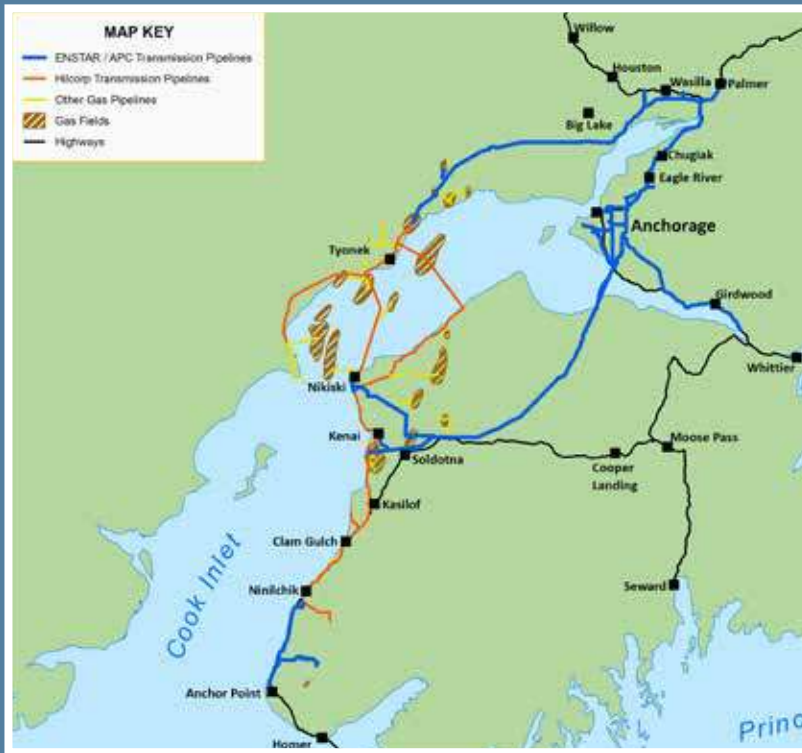 MAP KEY
ENSTAR / APC Transmission Pipelines
Hilcorp Transmission Pipelines
Other Gas Pipelines
Gas Fields
Highways
Willow
Houston
Wasilla
Palmer
Big Lake
Chugiak
Eagle River
Anchorage
Tyonek
Girdwood
Whittier
Nikiski
Kenai
Soldotna
Moose Pass
Cooper
Landing
Kasilof
Clam Gulch
Cook Inlet
Ninilchik
Seward
Anchor Point
Homer
Princ